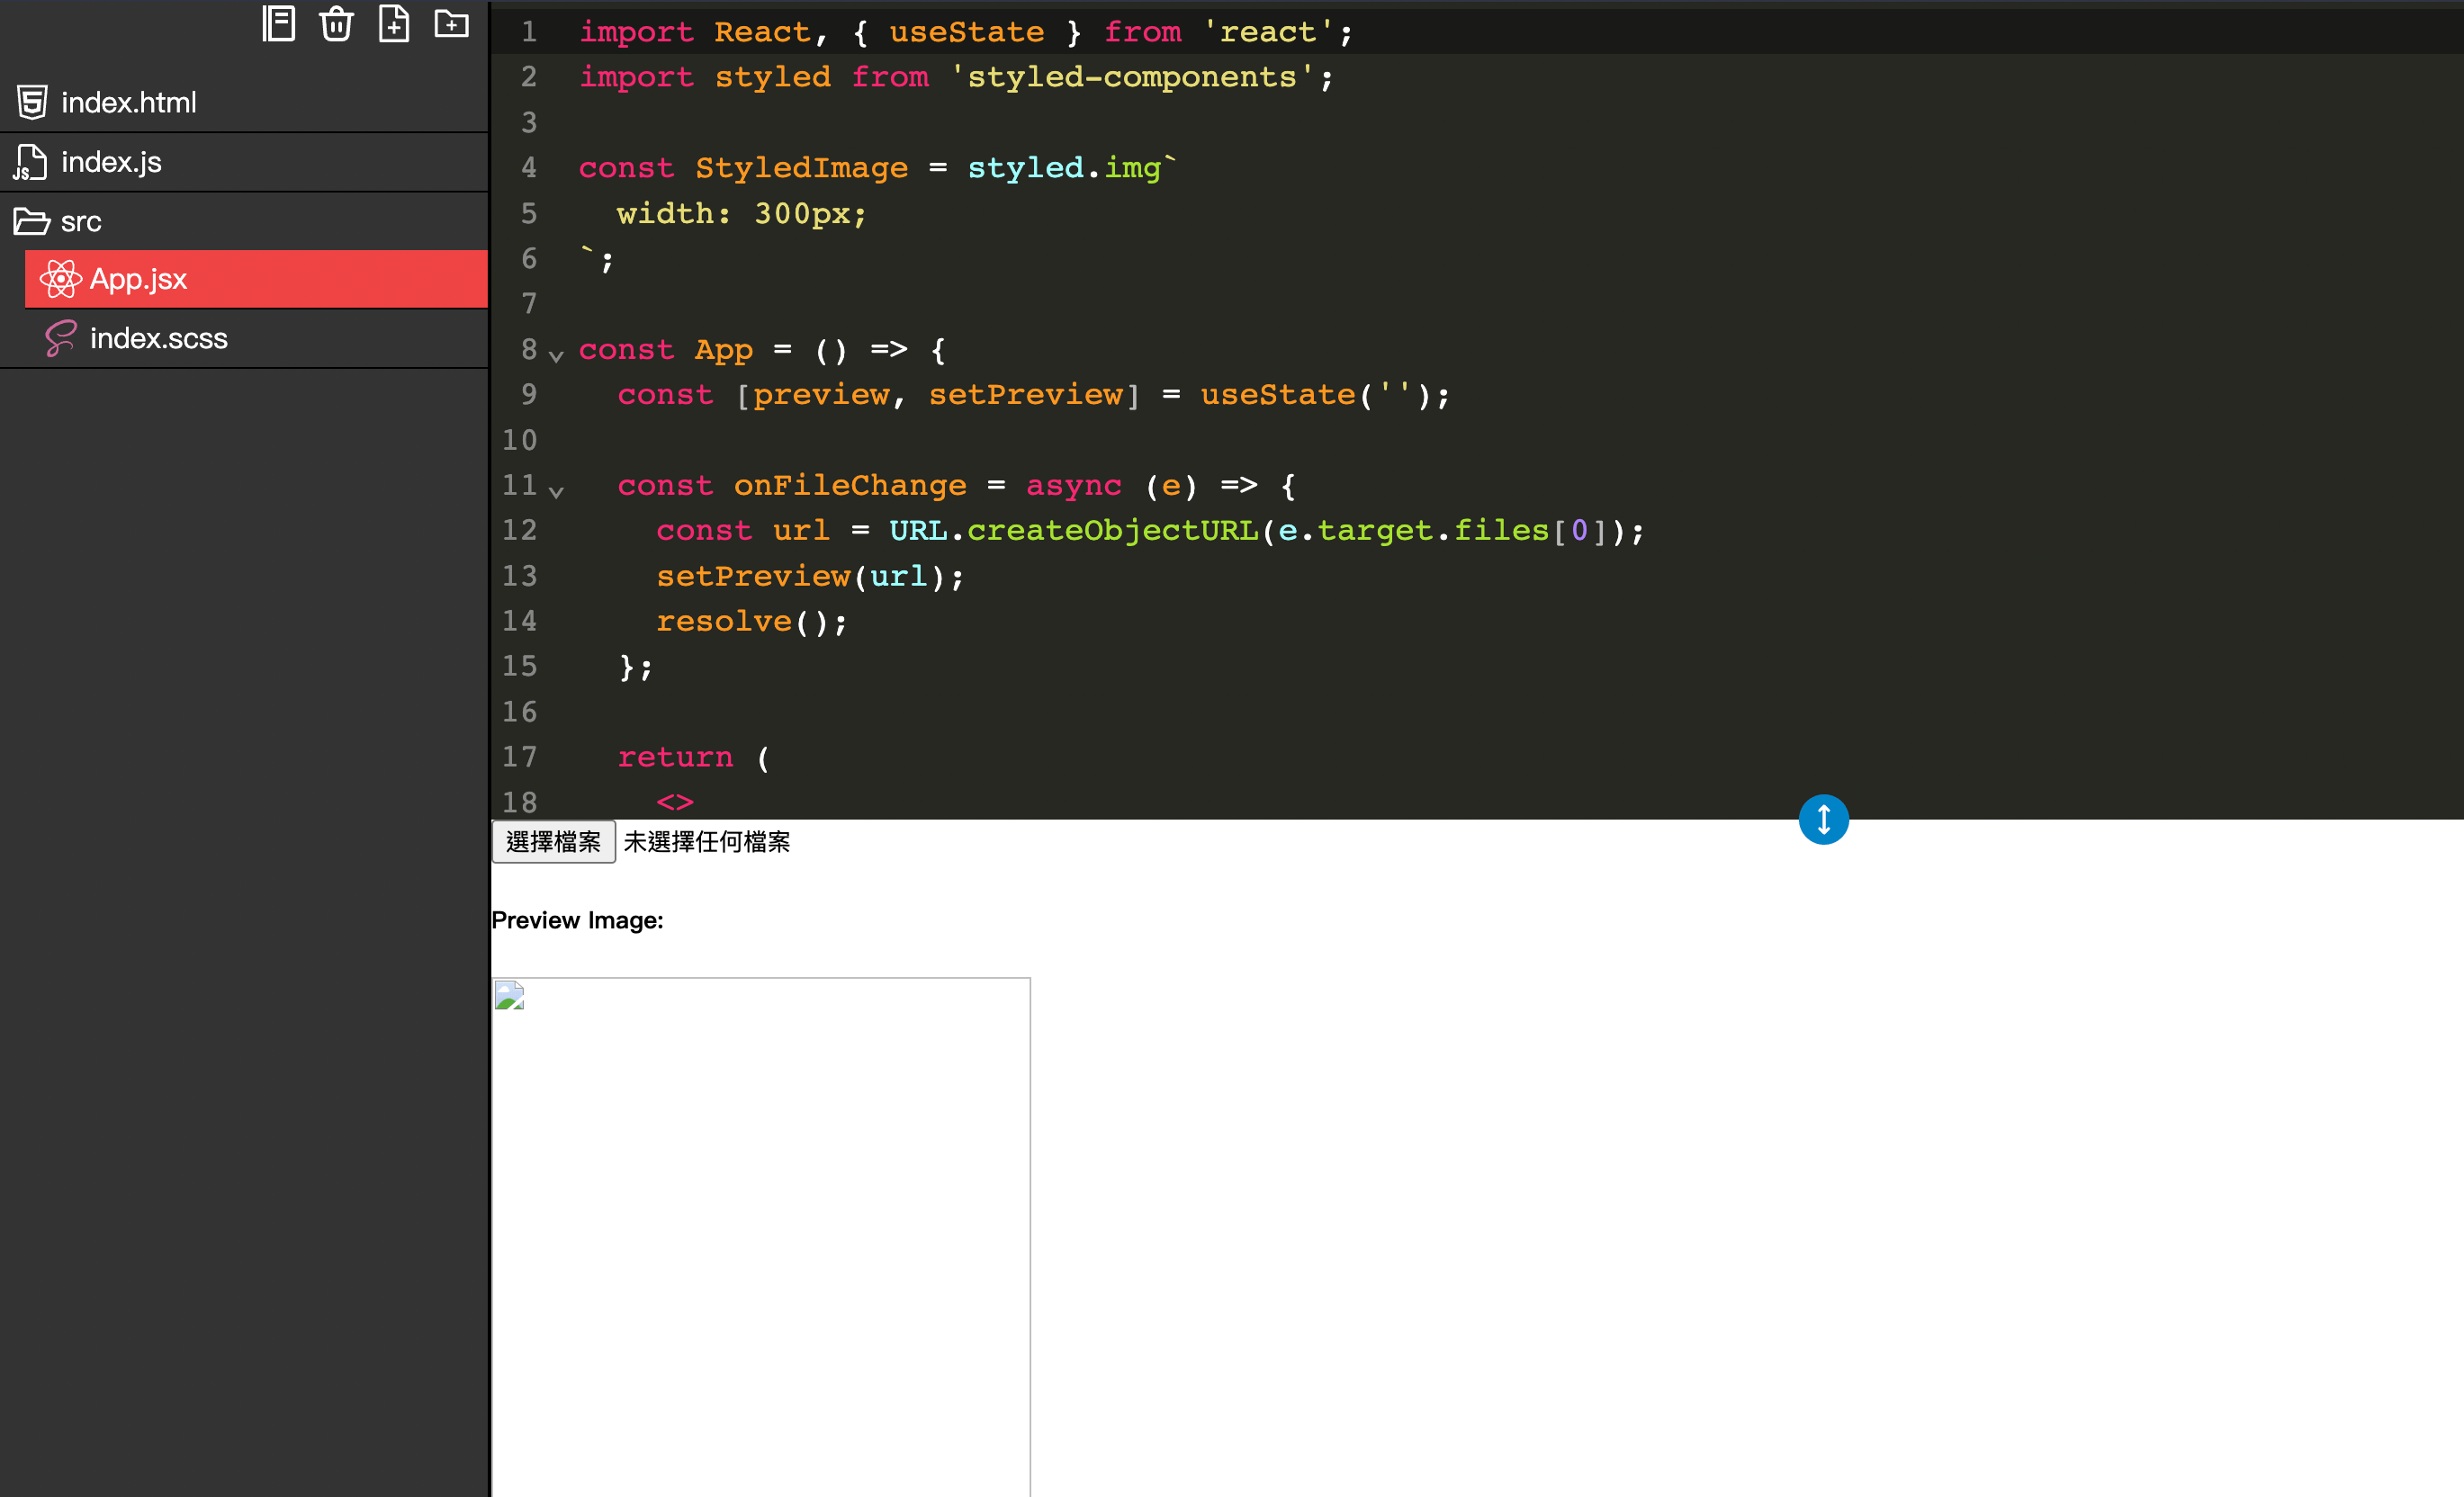 index.html
index.js
src
App.jsx
index.scss
1 import React, { useState } from 'react';
2 import styled from 'styled-components';
3
4 const StyledImage = styled.img`
5   width: 300px;
6 `;
7
8 const App = () => {
9   const [preview, setPreview] = useState('');
10
11   const onFileChange = async (e) => {
12     const url = URL.createObjectURL(e.target.files[0]);
13     setPreview(url);
14     resolve();
15   };
16
17   return (
18     <>
選擇檔案 未選擇任何檔案
Preview Image: